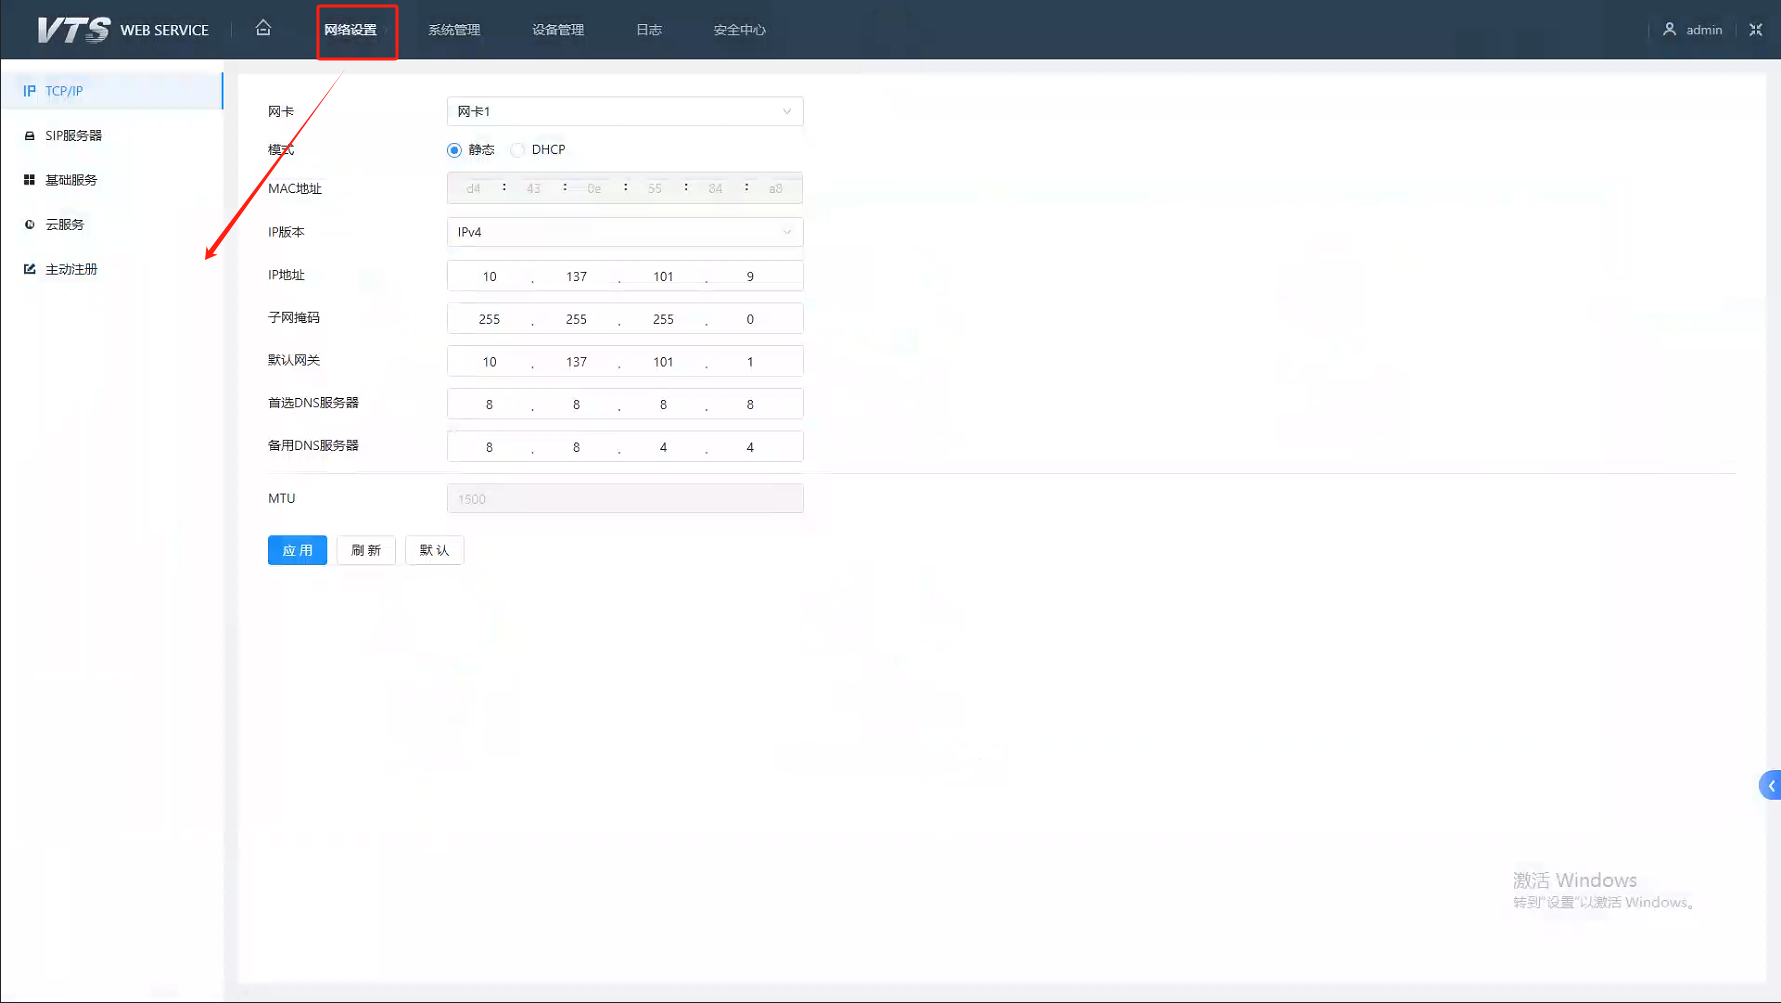 VTS WEB SERVICE 网络设置 系统管理 设备管理 日志 安全中心 admin
IP TCP/IP
SIP服务器
基础服务
云服务
主动注册
网卡 网卡1
模式 静态 DHCP
MAC地址 d4 : 43 : 0e : 55 : 84 : a8
IP版本 IPv4
IP地址 10 . 137 . 101 . 9
子网掩码 255 . 255 . 255 . 0
默认网关 10 . 137 . 101 . 1
首选DNS服务器 8 . 8 . 8 . 8
备用DNS服务器 8 . 8 . 4 . 4
MTU 1500
应用 刷新 默认
激活 Windows
转到“设置”以激活 Windows。